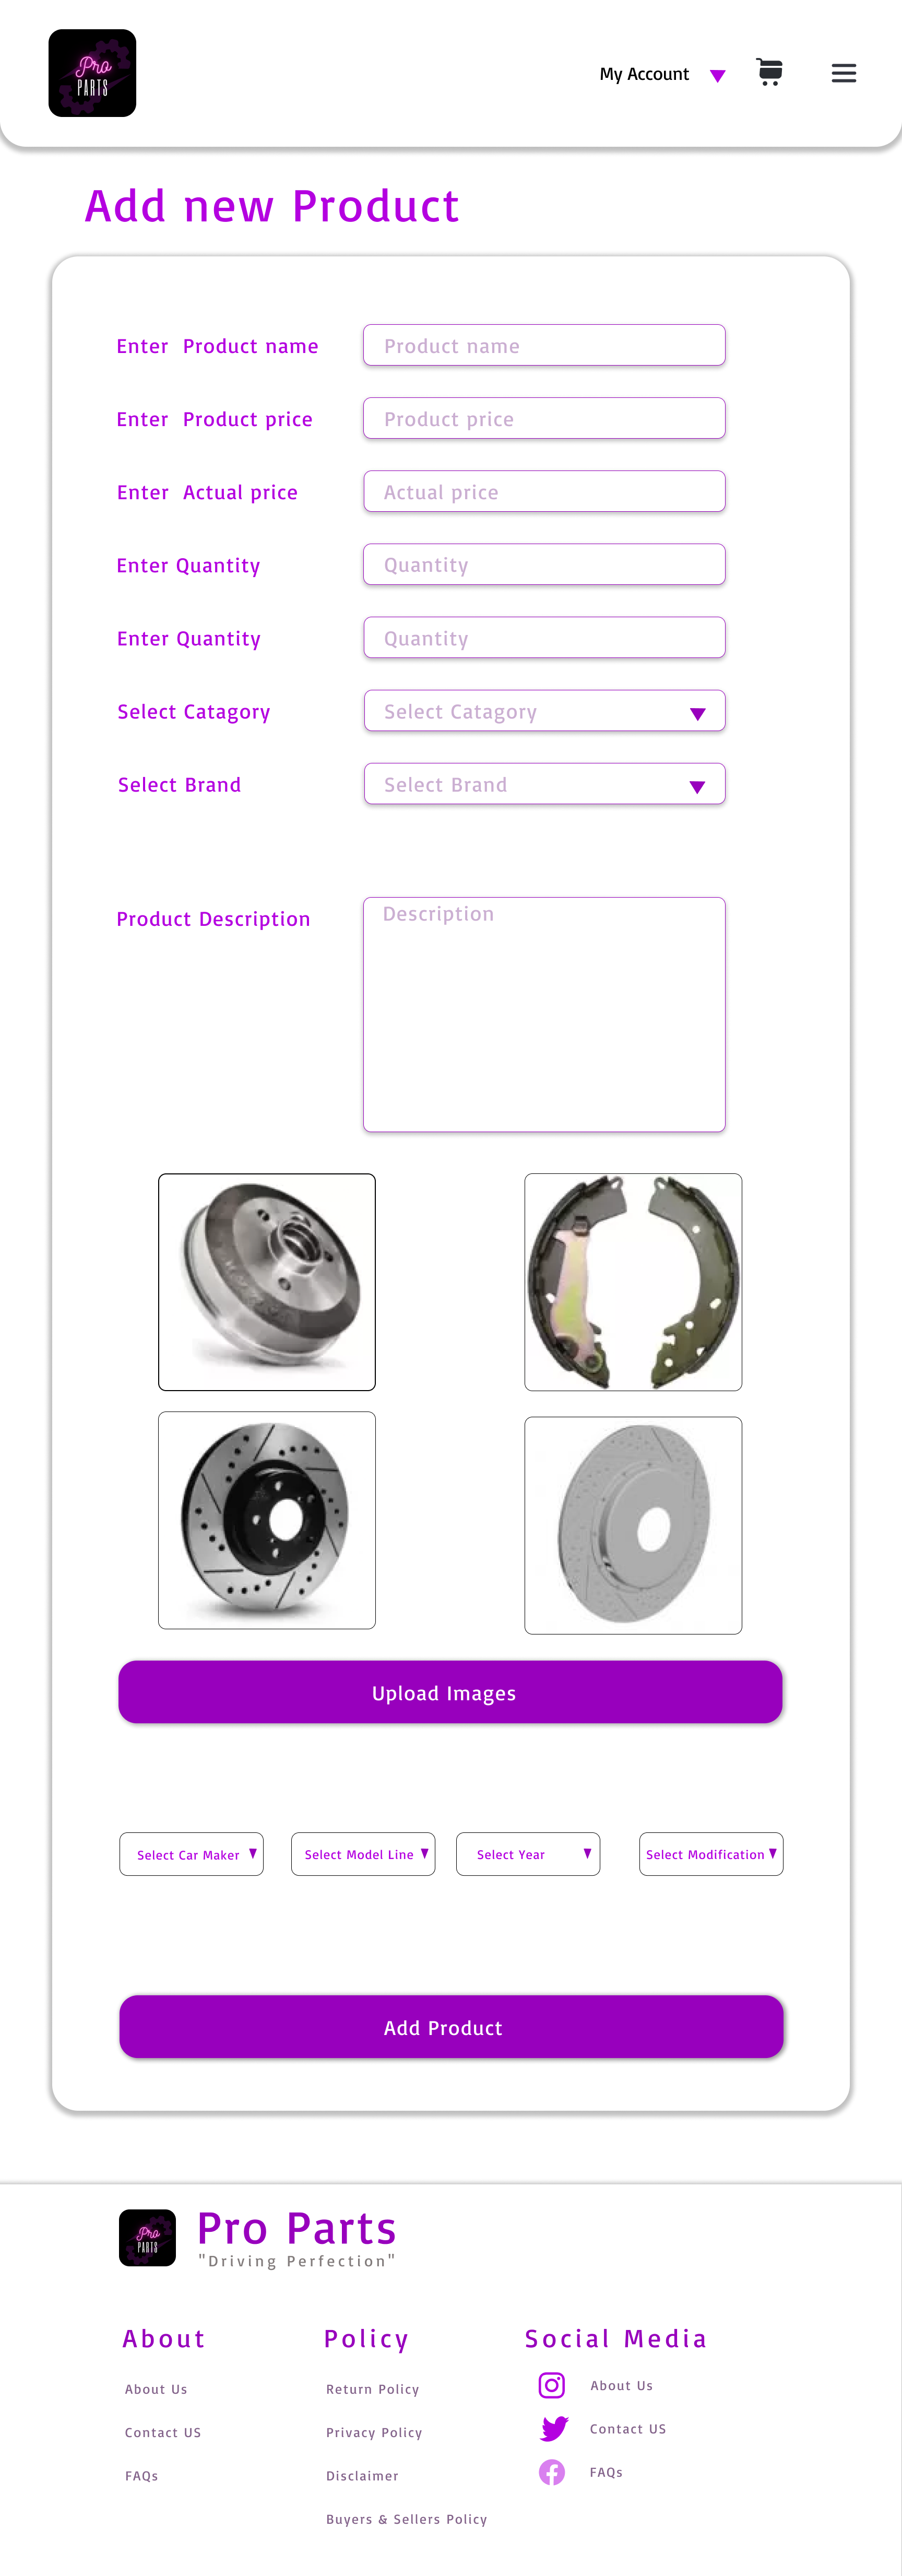 Pro
PARTS
My Account
Add new Product
Enter Product name
Product name
Enter Product price
Product price
Enter Actual price
Actual price
Enter Quantity
Quantity
Enter Quantity
Quantity
Select Catagory
Select Catagory
Select Brand
Select Brand
Product Description
Description
Upload Images
Select Car Maker
Select Model Line
Select Year
Select Modification
Add Product
Pro
PARTS
Pro Parts
"Driving Perfection"
About
Policy
Social Media
About Us
Return Policy
About Us
Contact US
Privacy Policy
Contact US
FAQs
Disclaimer
FAQs
Buyers & Sellers Policy